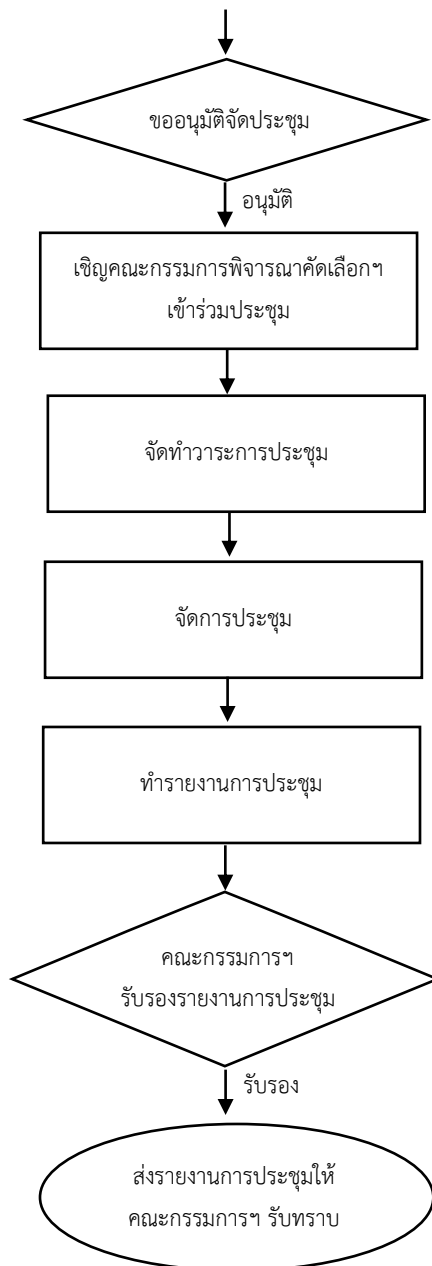 ขออนุมัติจัดประชุม
อนุมัติ
เชิญคณะกรรมการพิจารณาคัดเลือกฯ
เข้าร่วมประชุม
จัดทำวาระการประชุม
จัดการประชุม
ทำรายงานการประชุม
คณะกรรมการฯ
รับรองรายงานการประชุม
รับรอง
ส่งรายงานการประชุมให้
คณะกรรมการฯ รับทราบ